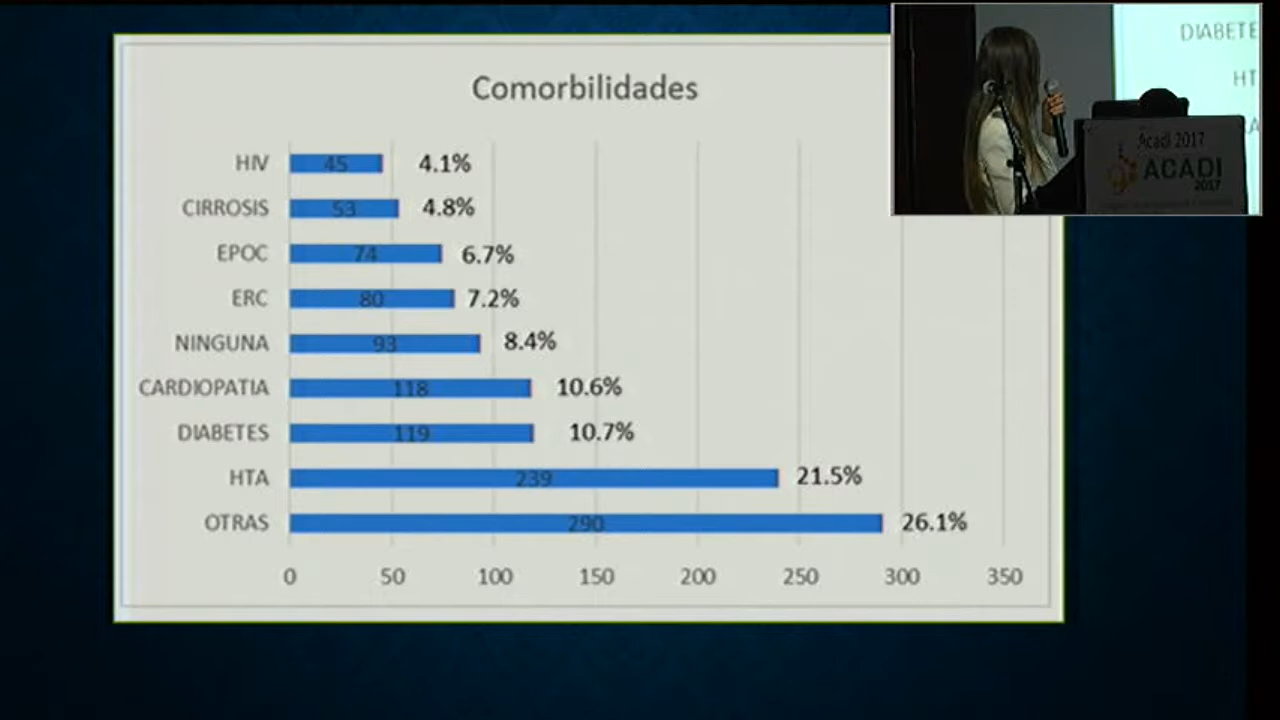 Comorbilidades
HIV 45 4.1%
CIRROSIS 53 4.8%
EPOC 74 6.7%
ERC 80 7.2%
NINGUNA 93 8.4%
CARDIOPATIA 118 10.6%
DIABETES 119 10.7%
HTA 239 21.5%
OTRAS 290 26.1%
0 50 100 150 200 250 300 350
DIABETE
HT
Acadi 2017
ACADI
2017